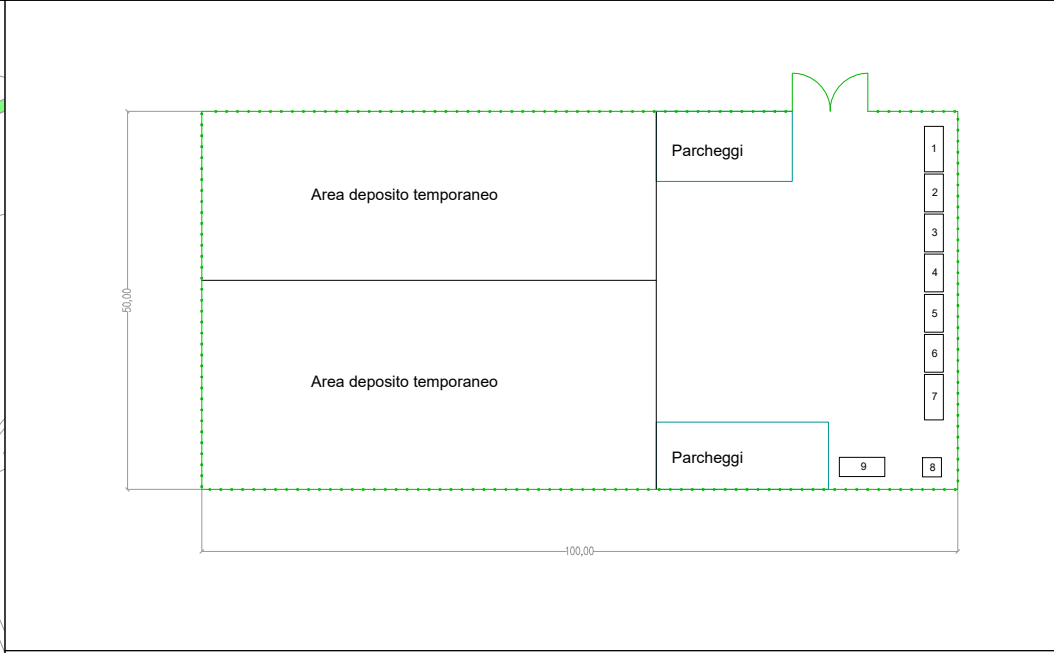 Parcheggi
1
Area deposito temporaneo
2
3
4
50,00
5
6
Area deposito temporaneo
7
Parcheggi
9
8
100,00